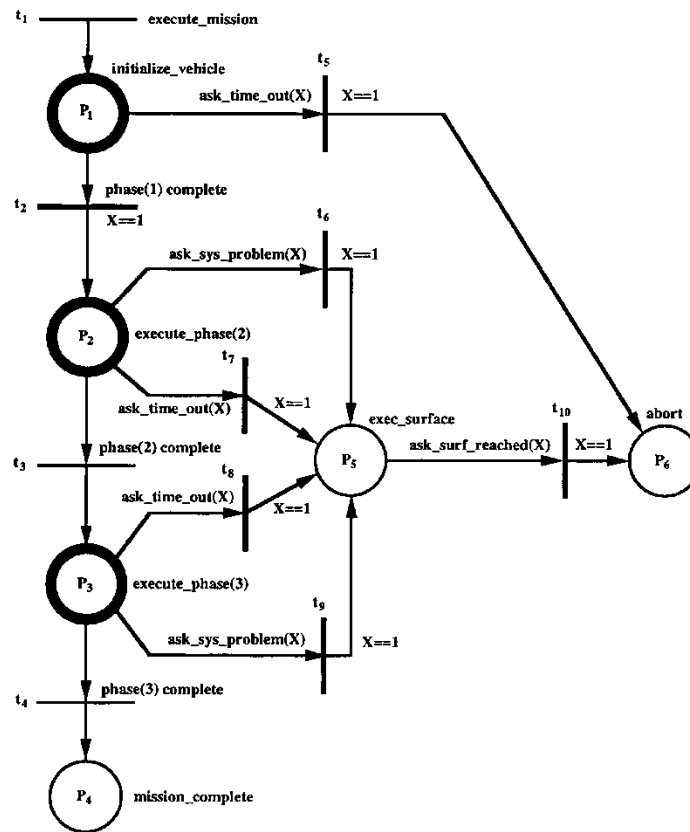 t1 execute_mission
initialize_vehicle
t5
P1
ask_time_out(X)
X==1
phase(1) complete
t2
X==1
t6
ask_sys_problem(X)
X==1
P2
execute_phase(2)
t7
ask_time_out(X)
X==1
exec_surface
t10
abort
phase(2) complete
ask_surf_reached(X)
X==1
t3
P5
P6
t8
ask_time_out(X)
X==1
P3
execute_phase(3)
t9
ask_sys_problem(X)
X==1
phase(3) complete
t4
P4
mission_complete